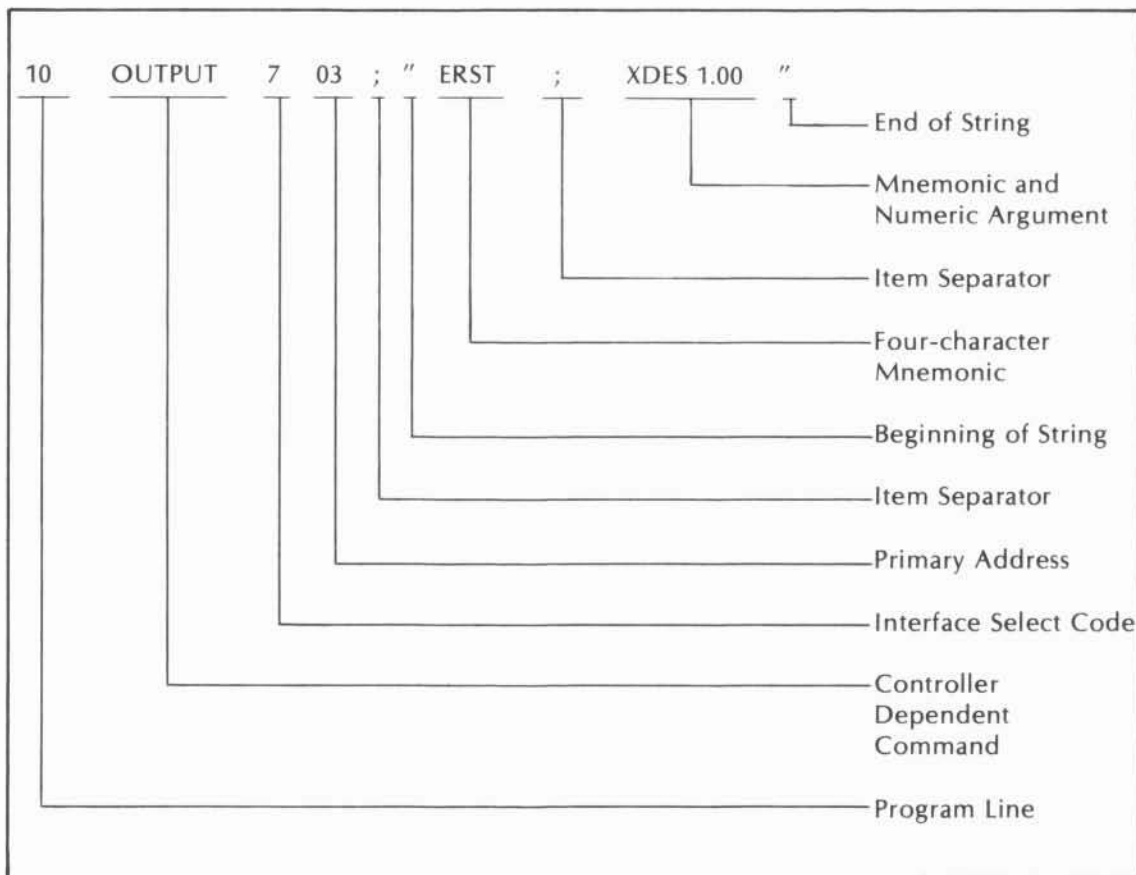 10 OUTPUT 7 03 ; " ERST ; XDES 1.00 "
End of String
Mnemonic and
Numeric Argument
Item Separator
Four-character
Mnemonic
Beginning of String
Item Separator
Primary Address
Interface Select Code
Controller
Dependent
Command
Program Line